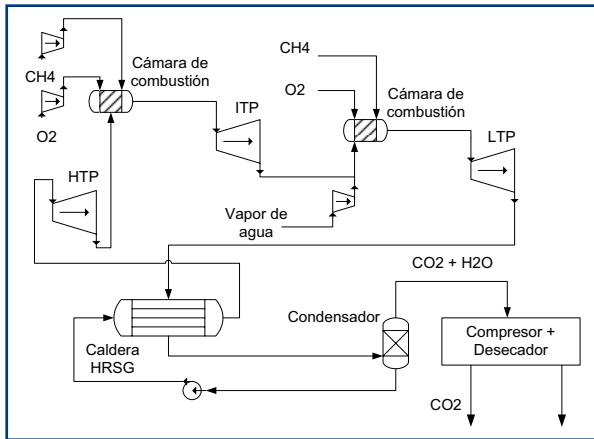 CH4
Cámara de
combustión
O2
HTP
ITP
CH4
O2
Cámara de
combustión
LTP
Vapor de
agua
Caldera
HRSG
Condensador
CO2 + H2O
Compresor +
Desecador
CO2